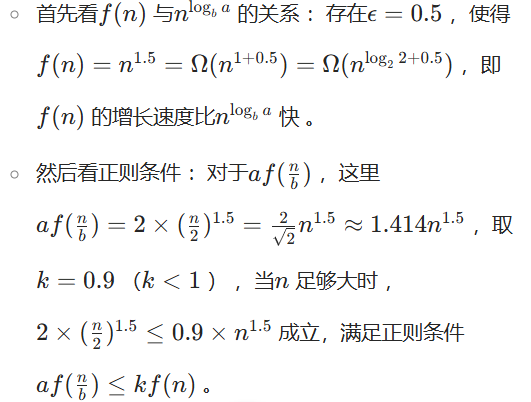 首先看$f(n)$ 与$n^{\log_b a}$ 的关系： 存在$\epsilon = 0.5$ ， 使得
$f(n) = n^{1.5} = \Omega(n^{1+0.5}) = \Omega(n^{\log_2 2+0.5})$ ，即
$f(n)$ 的增长速度比$n^{\log_b a}$ 快 。
然后看正则条件： 对于$af(\frac{n}{b})$ ， 这里
$af(\frac{n}{b}) = 2 \times (\frac{n}{2})^{1.5} = \frac{2}{\sqrt{2}}n^{1.5} \approx 1.414n^{1.5}$ ， 取
$k = 0.9$ （$k < 1$ ） ， 当$n$ 足够大时 ，
$2 \times (\frac{n}{2})^{1.5} \leq 0.9 \times n^{1.5}$ 成立，满足正则条件
$af(\frac{n}{b}) \leq kf(n)$ 。